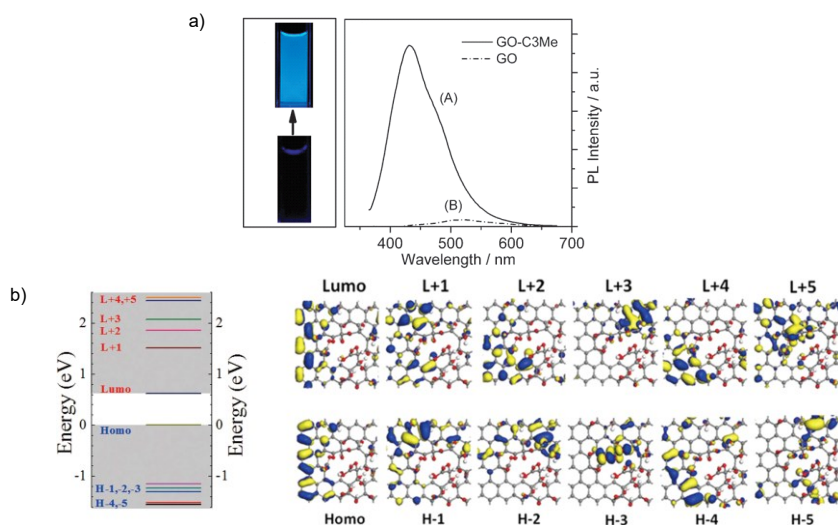 a)
GO-C3Me
GO
(A)
(B)
PL Intensity / a.u.
400 500 600 700
Wavelength / nm
b)
L+4,+5
L+3
L+2
L+1
Lumo
Homo
H-1,-2,-3
H-4,-5
Energy (eV)
2
1
0
-1
2
1
0
-1
Energy (eV)
Lumo L+1 L+2 L+3 L+4 L+5
Homo H-1 H-2 H-3 H-4 H-5